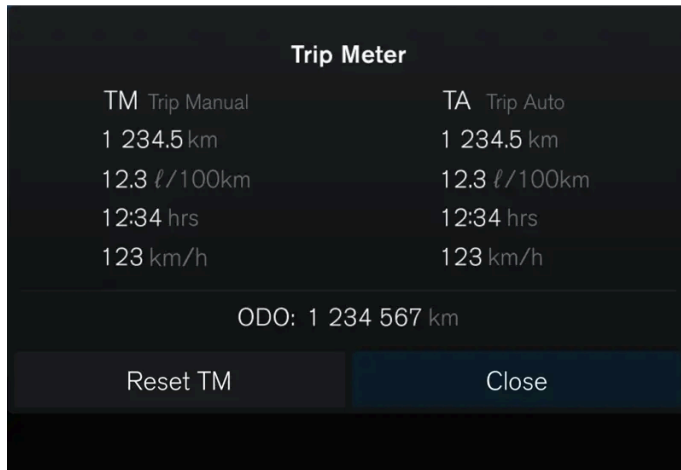 Trip Meter
TM Trip Manual
TA Trip Auto
1 234.5 km
1 234.5 km
12.3 ℓ/100km
12.3 ℓ/100km
12:34 hrs
12:34 hrs
123 km/h
123 km/h
ODO: 1 234 567 km
Reset TM
Close